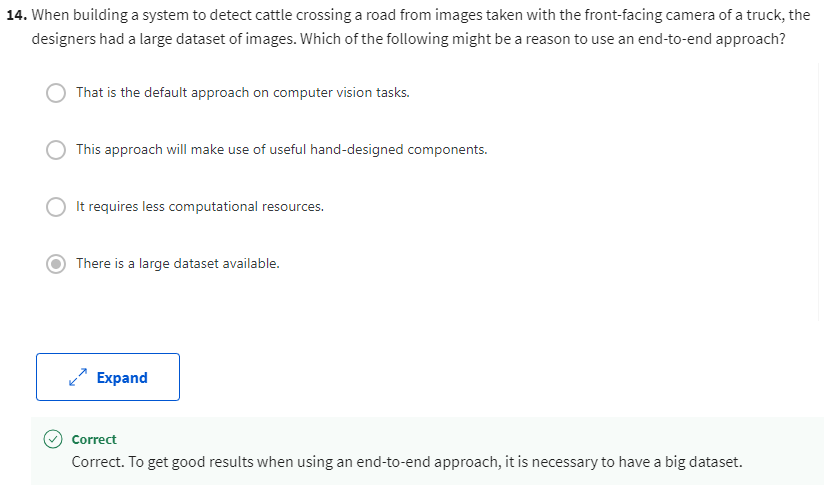 14. When building a system to detect cattle crossing a road from images taken with the front-facing camera of a truck, the
designers had a large dataset of images. Which of the following might be a reason to use an end-to-end approach?
That is the default approach on computer vision tasks.
This approach will make use of useful hand-designed components.
It requires less computational resources.
There is a large dataset available.
Expand
Correct
Correct. To get good results when using an end-to-end approach, it is necessary to have a big dataset.